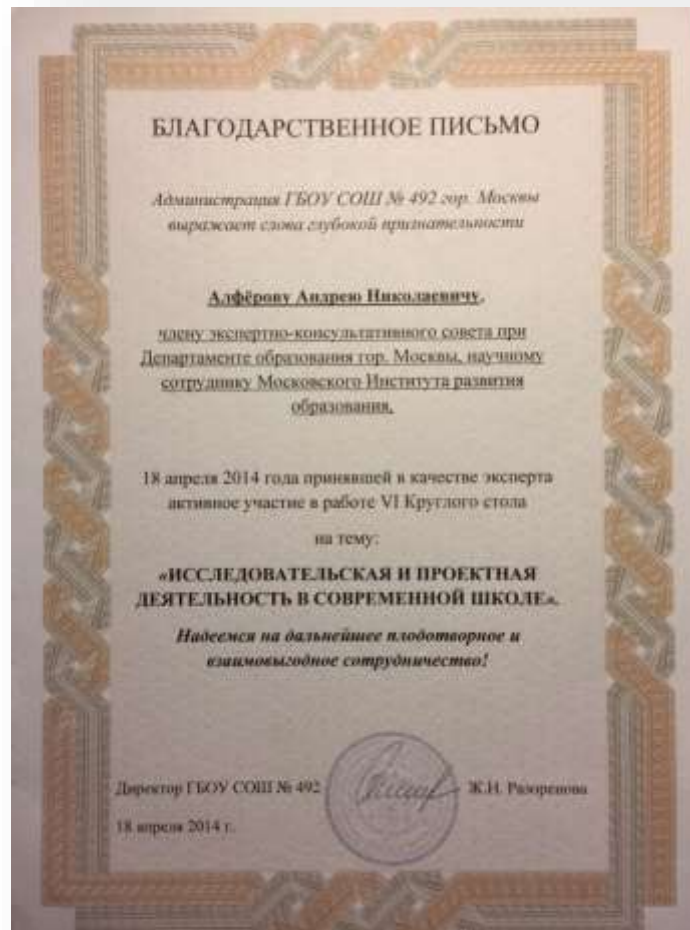 БЛАГОДАРСТВЕННОЕ ПИСЬМО
Администрация ГБОУ СОШ № 492 гор. Москвы
выражает слова глубокой признательности
Алфёрову Андрею Николаевичу,
члену экспертно-консультативного совета при
Департаменте образования гор. Москвы, научному
сотруднику Московского Института развития
образования,
18 апреля 2014 года принявшей в качестве эксперта
активное участие в работе VI Круглого стола
на тему:
«ИССЛЕДОВАТЕЛЬСКАЯ И ПРОЕКТНАЯ
ДЕЯТЕЛЬНОСТЬ В СОВРЕМЕННОЙ ШКОЛЕ».
Надеемся на дальнейшее плодотворное и
взаимовыгодное сотрудничество!
Директор ГБОУ СОШ № 492 Ж.Н. Разоренова
18 апреля 2014 г.